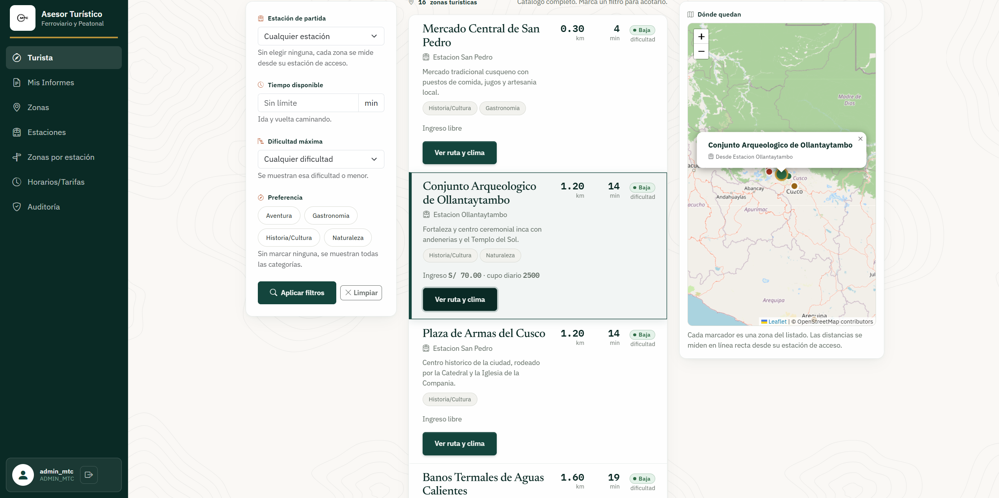 MTC
Asesor Turístico
Ferroviario y Peatonal
Turista
Mis Informes
Zonas
Estaciones
Zonas por estación
Horarios/Tarifas
Auditoría
admin_mtc
ADMIN_MTC
Estación de partida
Cualquier estación
Sin elegir ninguna, cada zona se mide
desde su estación de acceso.
Tiempo disponible
Sin límite
min
Ida y vuelta caminando.
Dificultad máxima
Cualquier dificultad
Se muestran esa dificultad o menor.
Preferencia
Aventura
Gastronomia
Historia/Cultura
Naturaleza
Sin marcar ninguna, se muestran todas
las categorías.
Aplicar filtros
Limpiar
16 zonas turísticas
Catálogo completo. Marca un filtro para acotarlo.
Mercado Central de San
Pedro
0.30
km
4
min
Baja
dificultad
Estacion San Pedro
Mercado tradicional cusqueno con
puestos de comida, jugos y artesania
local.
Historia/Cultura
Gastronomia
Ingreso libre
Ver ruta y clima
Conjunto Arqueologico
de Ollantaytambo
1.20
km
14
min
Baja
dificultad
Estacion Ollantaytambo
Fortaleza y centro ceremonial inca con
andenerias y el Templo del Sol.
Historia/Cultura
Naturaleza
Ingreso S/ 70.00 · cupo diario 2500
Ver ruta y clima
Plaza de Armas del Cusco
1.20
km
14
min
Baja
dificultad
Estacion San Pedro
Centro historico de la ciudad, rodeado
por la Catedral y la Iglesia de la
Compania.
Historia/Cultura
Ingreso libre
Ver ruta y clima
Banos Termales de Aguas
Calientes
1.60
km
19
min
Baja
dificultad
Dónde quedan
+
−
Madre de
Dios
Conjunto Arqueologico de Ollantaytambo
Desde Estacion Ollantaytambo
Cusco
Abancay
Cuzco
Andahuaylas
acucho
Apurímac
Jul
Arequipa
Arequipa
Leaflet | © OpenStreetMap contributors
Cada marcador es una zona del listado. Las distancias se
miden en línea recta desde su estación de acceso.